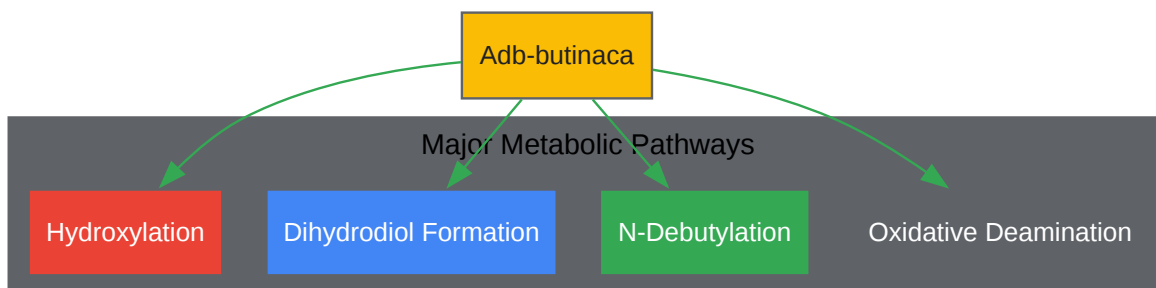 Adb-butinaca
Major Metabolic Pathways
Hydroxylation
Dihydrodiol Formation
N-Debutylation
Oxidative Deamination